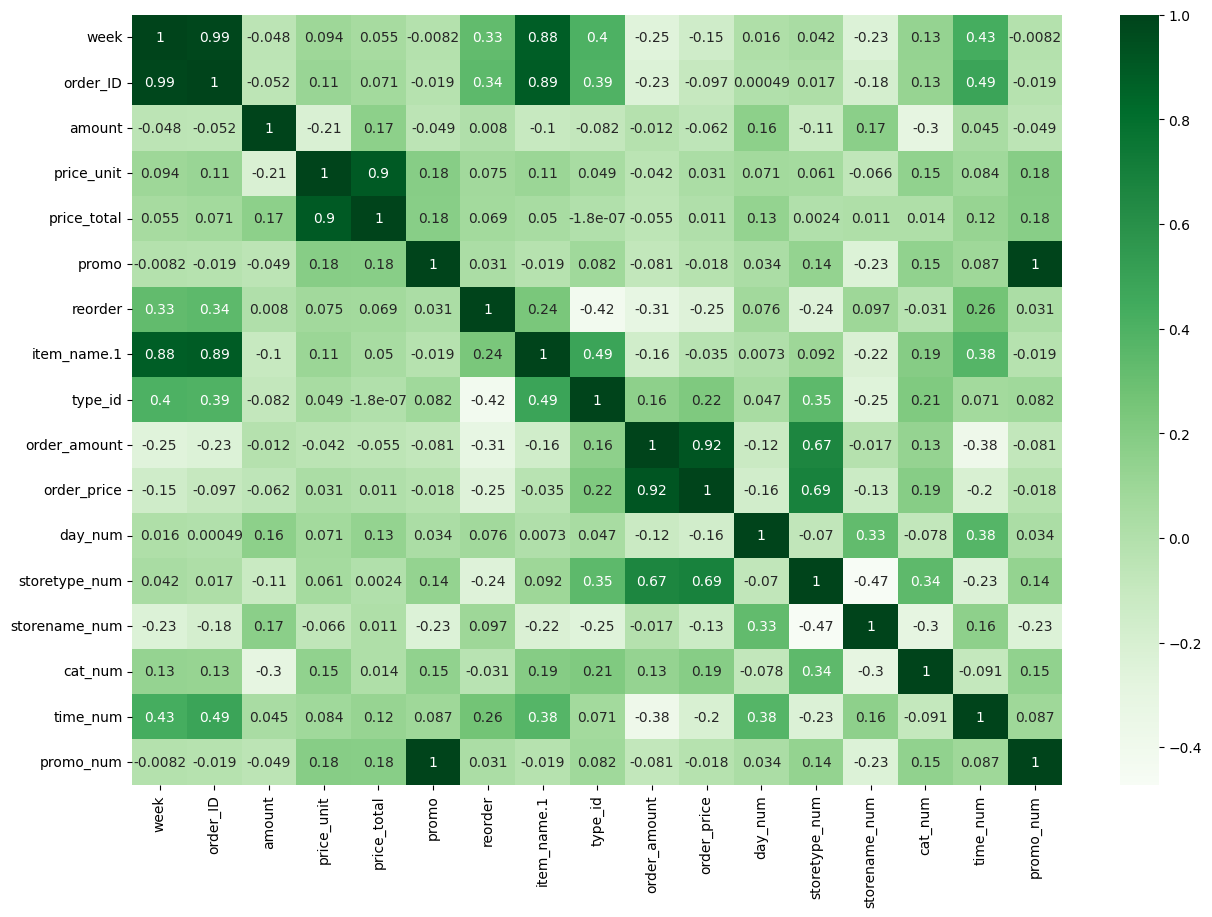 week 1 0.99 -0.048 0.094 0.055 -0.0082 0.33 0.88 0.4 -0.25 -0.15 0.016 0.042 -0.23 0.13 0.43 -0.0082
order_ID 0.99 1 -0.052 0.11 0.071 -0.019 0.34 0.89 0.39 -0.23 -0.097 0.00049 0.017 -0.18 0.13 0.49 -0.019
amount -0.048 -0.052 1 -0.21 0.17 -0.049 0.008 -0.1 -0.082 -0.012 -0.062 0.16 -0.11 0.17 -0.3 0.045 -0.049
price_unit 0.094 0.11 -0.21 1 0.9 0.18 0.075 0.11 0.049 -0.042 0.031 0.071 0.061 -0.066 0.15 0.084 0.18
price_total 0.055 0.071 0.17 0.9 1 0.18 0.069 0.05 -1.8e-07 -0.055 0.011 0.13 0.0024 0.011 0.014 0.12 0.18
promo -0.0082 -0.019 -0.049 0.18 0.18 1 0.031 -0.019 0.082 -0.081 -0.018 0.034 0.14 -0.23 0.15 0.087 1
reorder 0.33 0.34 0.008 0.075 0.069 0.031 1 0.24 -0.42 -0.31 -0.25 0.076 -0.24 0.097 -0.031 0.26 0.031
item_name.1 0.88 0.89 -0.1 0.11 0.05 -0.019 0.24 1 0.49 -0.16 -0.035 0.0073 0.092 -0.22 0.19 0.38 -0.019
type_id 0.4 0.39 -0.082 0.049 -1.8e-07 0.082 -0.42 0.49 1 0.16 0.22 0.047 0.35 -0.25 0.21 0.071 0.082
order_amount -0.25 -0.23 -0.012 -0.042 -0.055 -0.081 -0.31 -0.16 0.16 1 0.92 -0.12 0.67 -0.017 0.13 -0.38 -0.081
order_price -0.15 -0.097 -0.062 0.031 0.011 -0.018 -0.25 -0.035 0.22 0.92 1 -0.16 0.69 -0.13 0.19 -0.2 -0.018
day_num 0.016 0.00049 0.16 0.071 0.13 0.034 0.076 0.0073 0.047 -0.12 -0.16 1 -0.07 0.33 -0.078 0.38 0.034
storetype_num 0.042 0.017 -0.11 0.061 0.0024 0.14 -0.24 0.092 0.35 0.67 0.69 -0.07 1 -0.47 0.34 -0.23 0.14
storename_num -0.23 -0.18 0.17 -0.066 0.011 -0.23 0.097 -0.22 -0.25 -0.017 -0.13 0.33 -0.47 1 -0.3 0.16 -0.23
cat_num 0.13 0.13 -0.3 0.15 0.014 0.15 -0.031 0.19 0.21 0.13 0.19 -0.078 0.34 -0.3 1 -0.091 0.15
time_num 0.43 0.49 0.045 0.084 0.12 0.087 0.26 0.38 0.071 -0.38 -0.2 0.38 -0.23 0.16 -0.091 1 0.087
promo_num -0.0082 -0.019 -0.049 0.18 0.18 1 0.031 -0.019 0.082 -0.081 -0.018 0.034 0.14 -0.23 0.15 0.087 1
week order_ID amount price_unit price_total promo reorder item_name.1 type_id order_amount order_price day_num storetype_num storename_num cat_num time_num promo_num
1.0
0.8
0.6
0.4
0.2
0.0
−0.2
−0.4